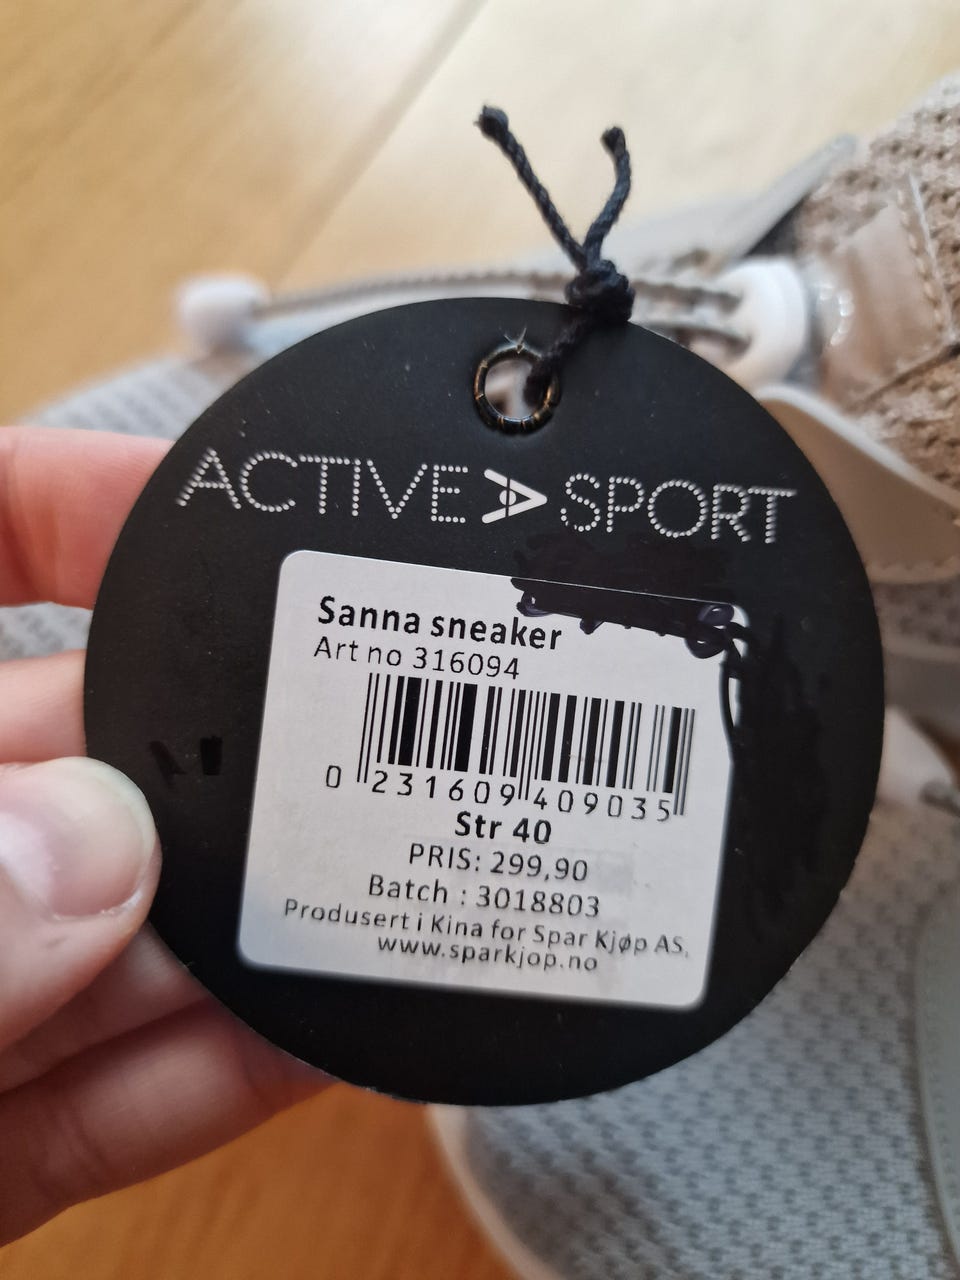 ACTIVE SPORT
Sanna sneaker
Art no 316094
0 231609 409035
Str 40
PRIS: 299,90
Batch : 3018803
Produsert i Kina for Spar Kjøp AS.
www.sparkjop.no